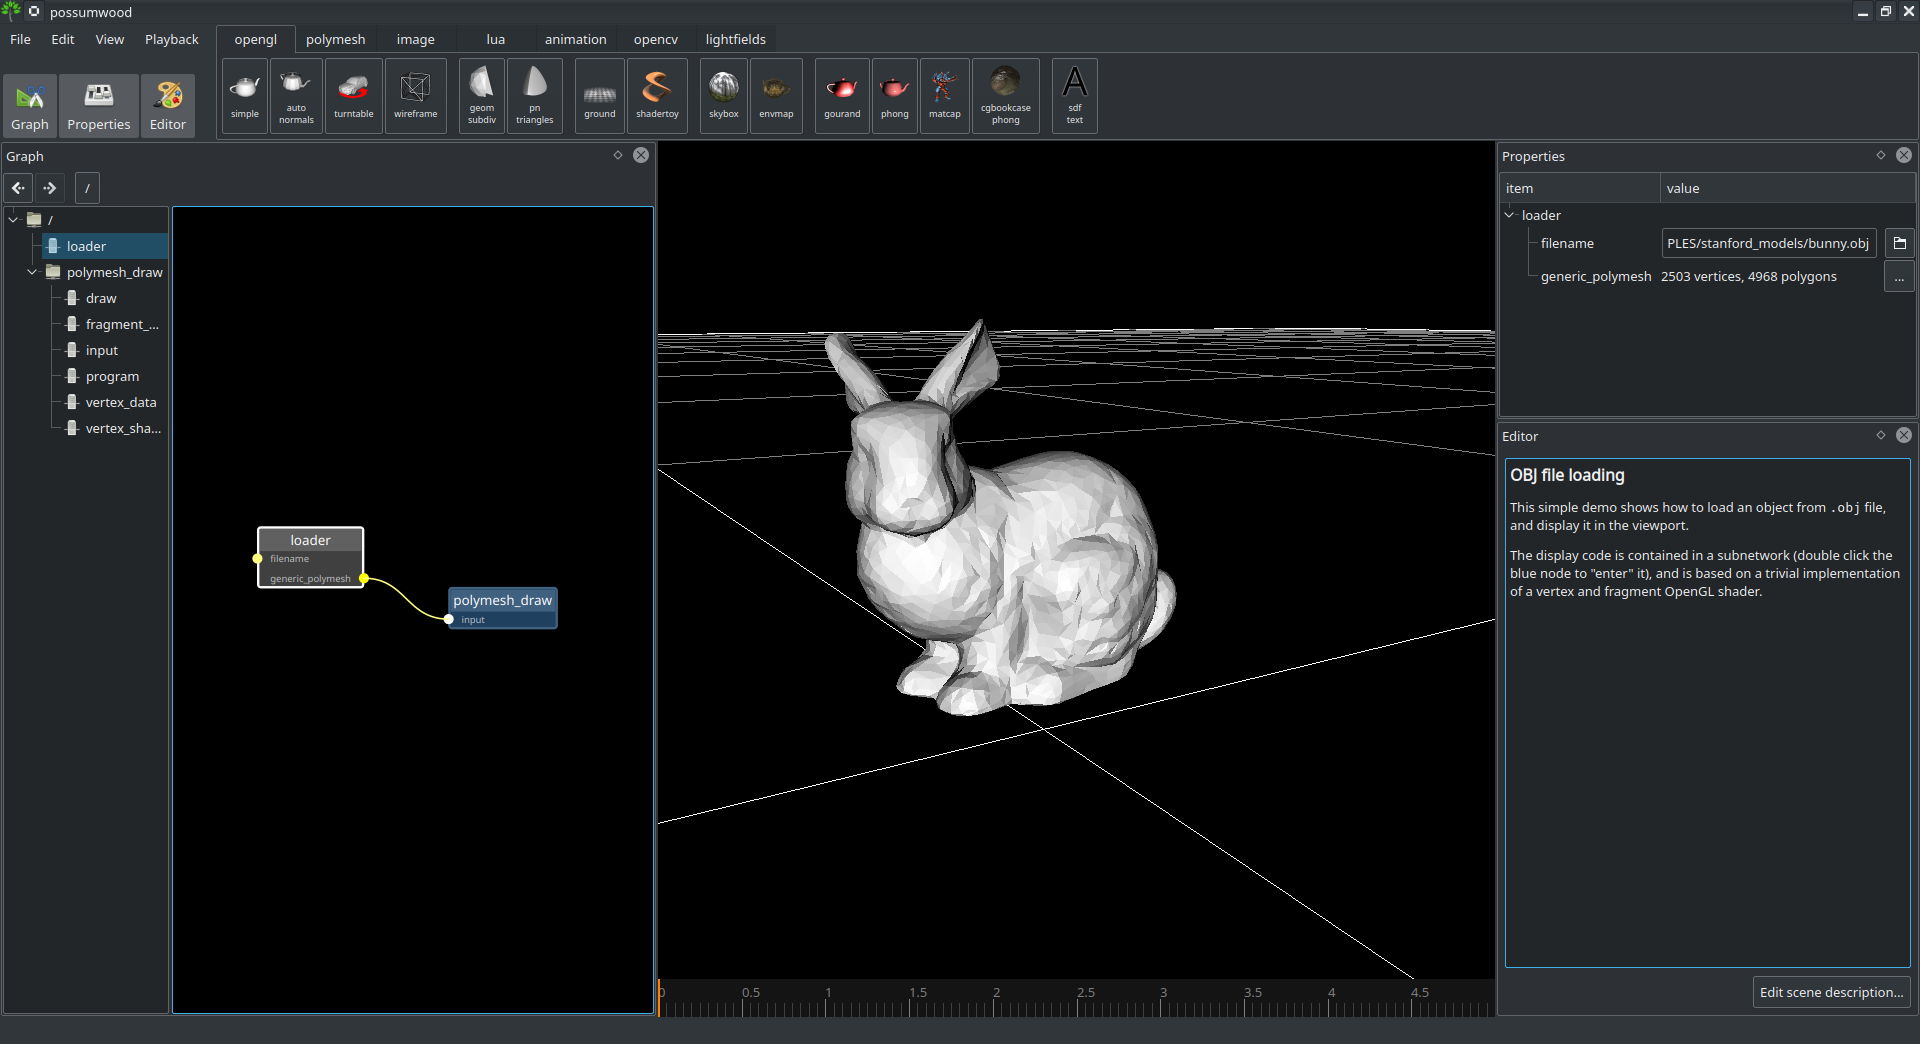 possumwood
File Edit View Playback
opengl polymesh image lua animation opencv lightfields
Graph Properties Editor
simple
auto
normals
turntable
wireframe
geom
subdiv
pn
triangles
ground
shadertoy
skybox
envmap
gourand
phong
matcap
cgbookcase
phong
A
sdf
text
Graph
/
/
loader
polymesh_draw
draw
fragment_...
input
program
vertex_data
vertex_sha...
loader
filename
generic_polymesh
polymesh_draw
input
0 0.5 1 1.5 2 2.5 3 3.5 4 4.5
Properties
item value
loader
filename PLES/stanford_models/bunny.obj
generic_polymesh 2503 vertices, 4968 polygons ...
Editor
OBJ file loading
This simple demo shows how to load an object from .obj file,
and display it in the viewport.
The display code is contained in a subnetwork (double click the
blue node to "enter" it), and is based on a trivial implementation
of a vertex and fragment OpenGL shader.
Edit scene description...